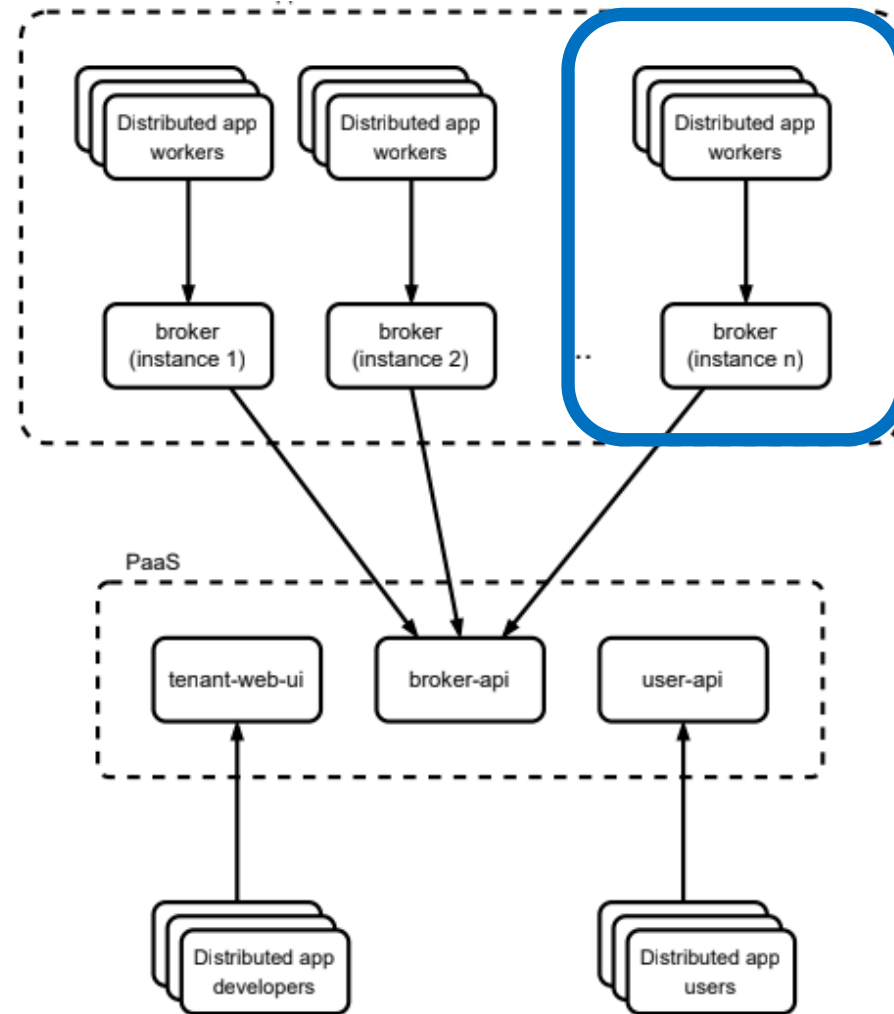 Distributed app
workers
Distributed app
workers
Distributed app
workers
broker
(instance 1)
broker
(instance 2)
..
broker
(instance n)
PaaS
tenant-web-ui
broker-api
user-api
Distributed app
developers
Distributed app
users